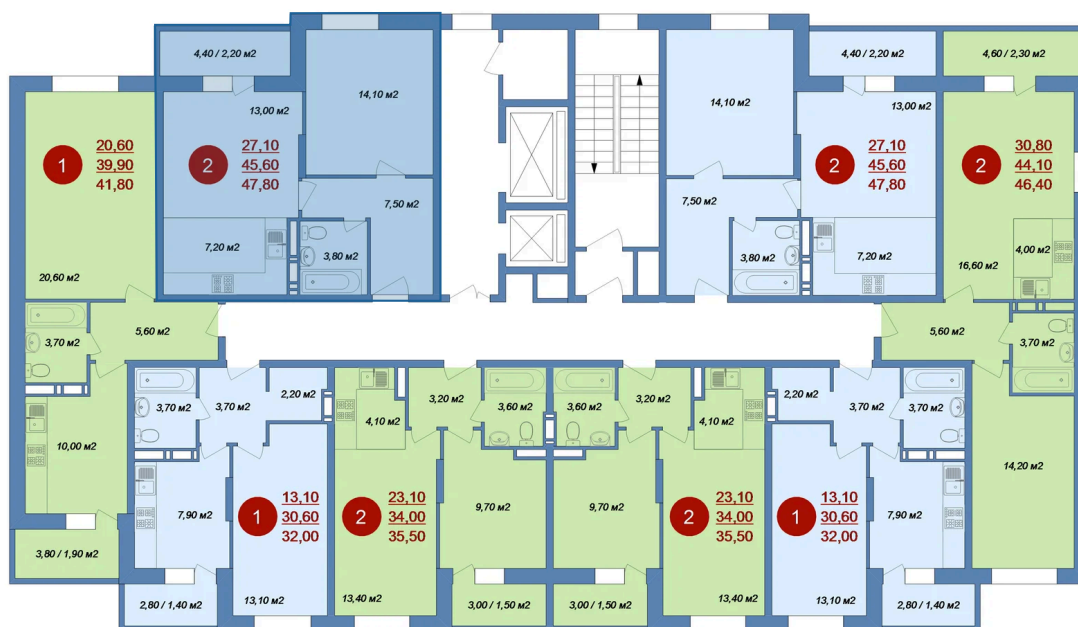 4,40 / 2,20 м2
14,10 м2
13,00 м2
2
27,10
45,60
47,80
7,50 м2
7,20 м2
3,80 м2
1
20,60
39,90
41,80
20,60 м2
14,10 м2
4,40 / 2,20 м2
13,00 м2
2
27,10
45,60
47,80
7,50 м2
3,80 м2
7,20 м2
4,60 / 2,30 м2
2
30,80
44,10
46,40
4,00 м2
16,60 м2
3,70 м2
5,60 м2
10,00 м2
3,80 / 1,90 м2
5,60 м2
3,70 м2
14,20 м2
3,70 м2
3,70 м2
2,20 м2
7,90 м2
1
13,10
30,60
32,00
2,80 / 1,40 м2
13,10 м2
4,10 м2
3,20 м2
3,60 м2
2
23,10
34,00
35,50
9,70 м2
13,40 м2
3,00 / 1,50 м2
3,60 м2
3,20 м2
4,10 м2
9,70 м2
2
23,10
34,00
35,50
3,00 / 1,50 м2
13,40 м2
2,20 м2
3,70 м2
3,70 м2
1
13,10
30,60
32,00
7,90 м2
13,10 м2
2,80 / 1,40 м2